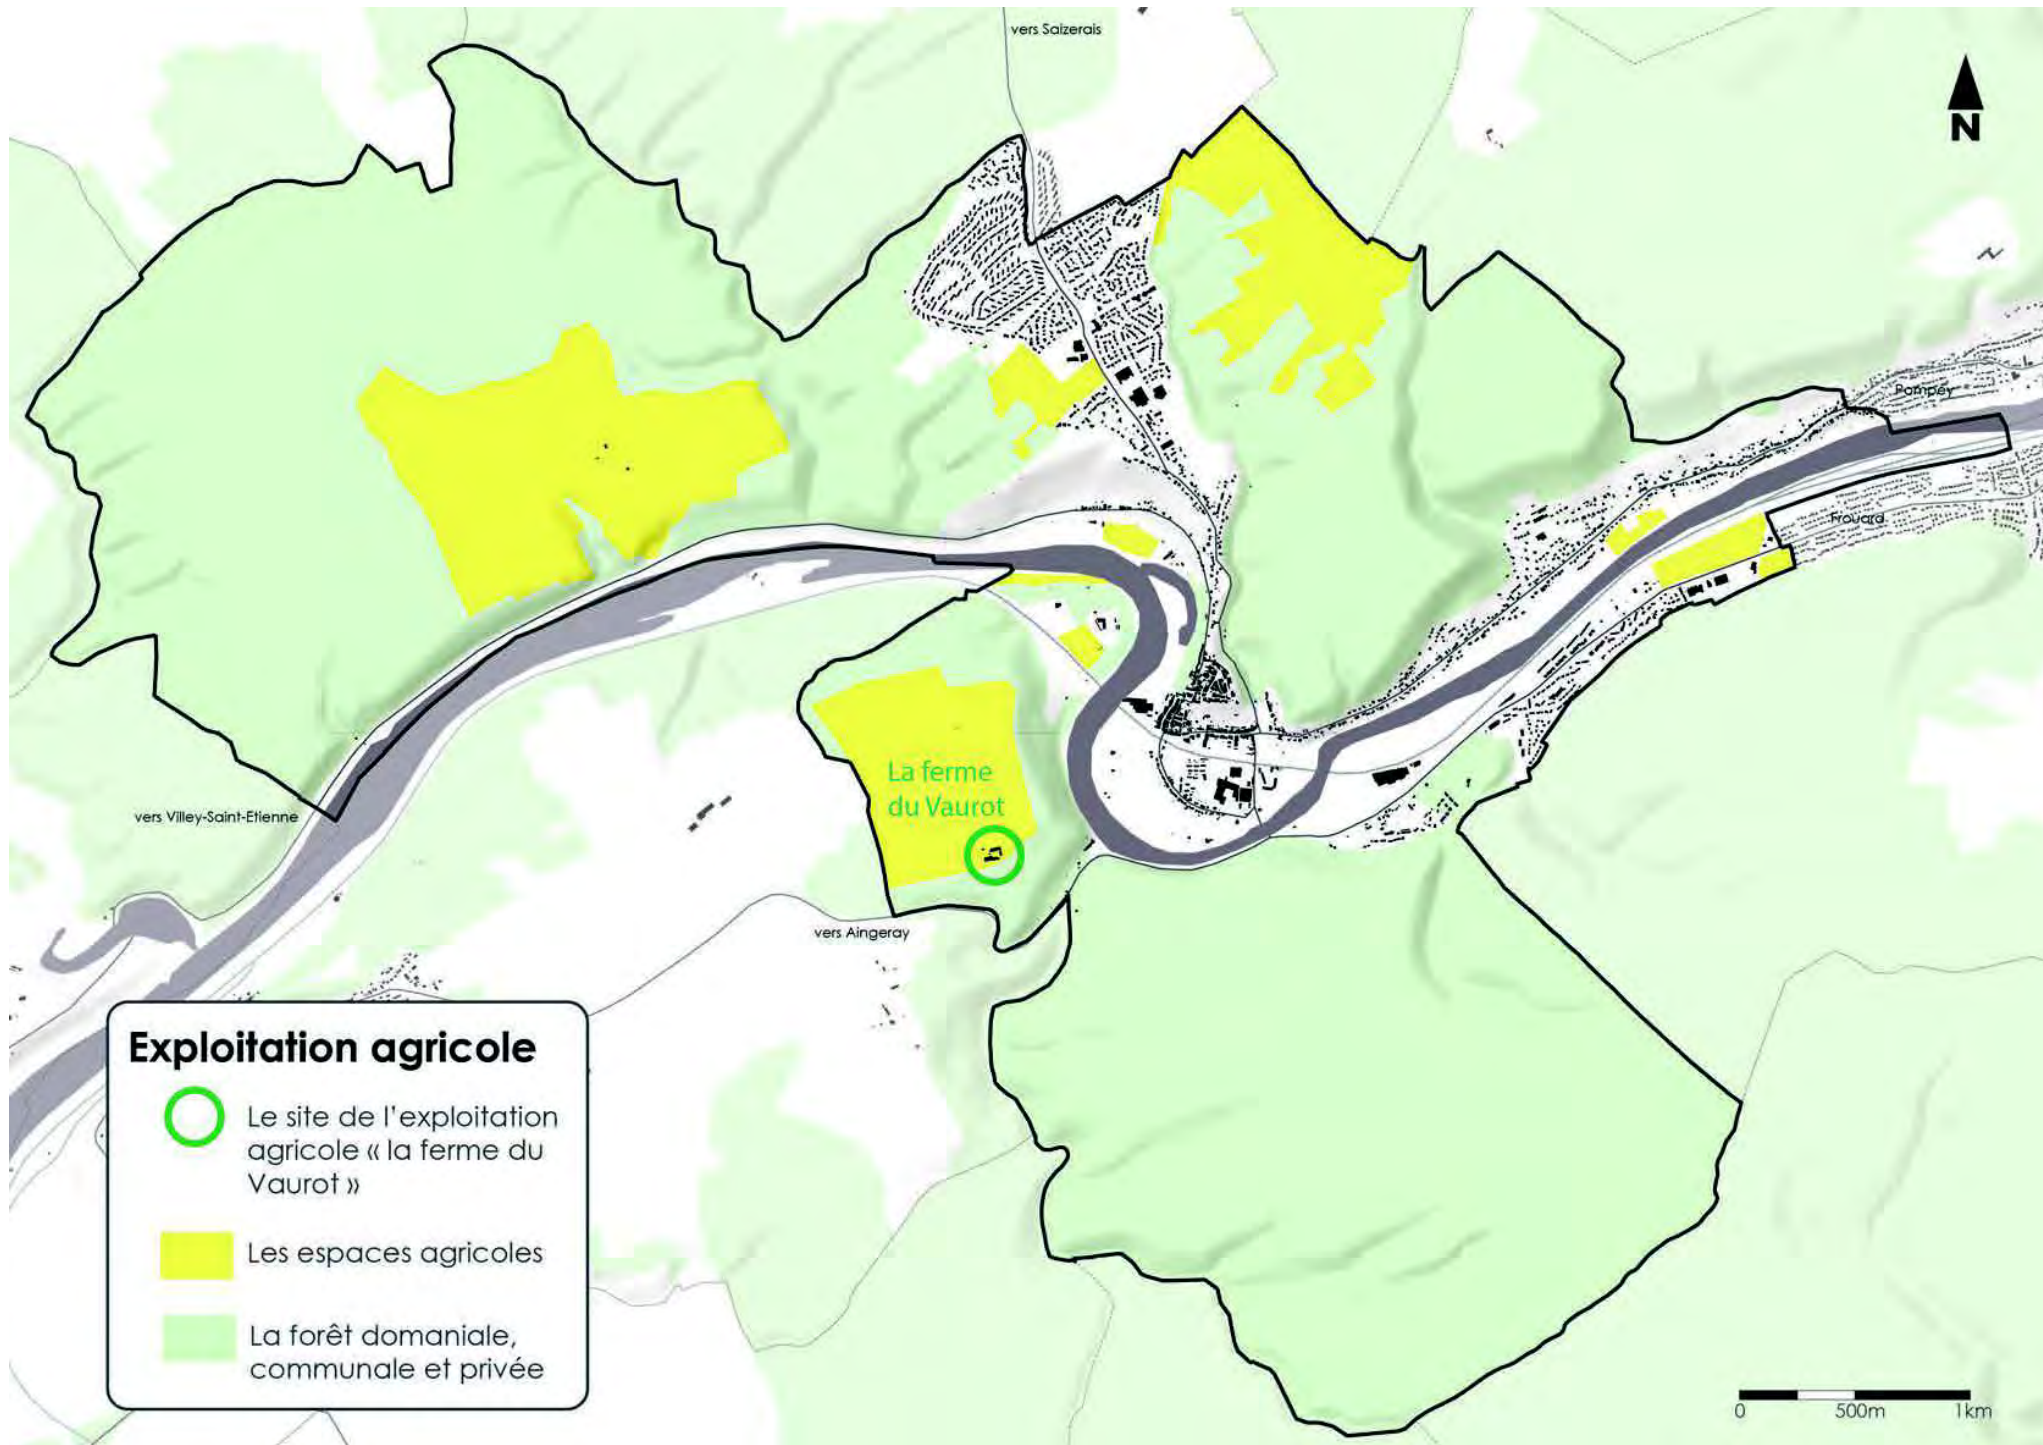 vers Saizerais
N
Pompey
Frouard
La ferme
du Vaurot
vers Villey-Saint-Etienne
vers Aingeray
Exploitation agricole
Le site de l'exploitation
agricole « la ferme du
Vaurot »
Les espaces agricoles
La forêt domaniale,
communale et privée
0 500m 1km